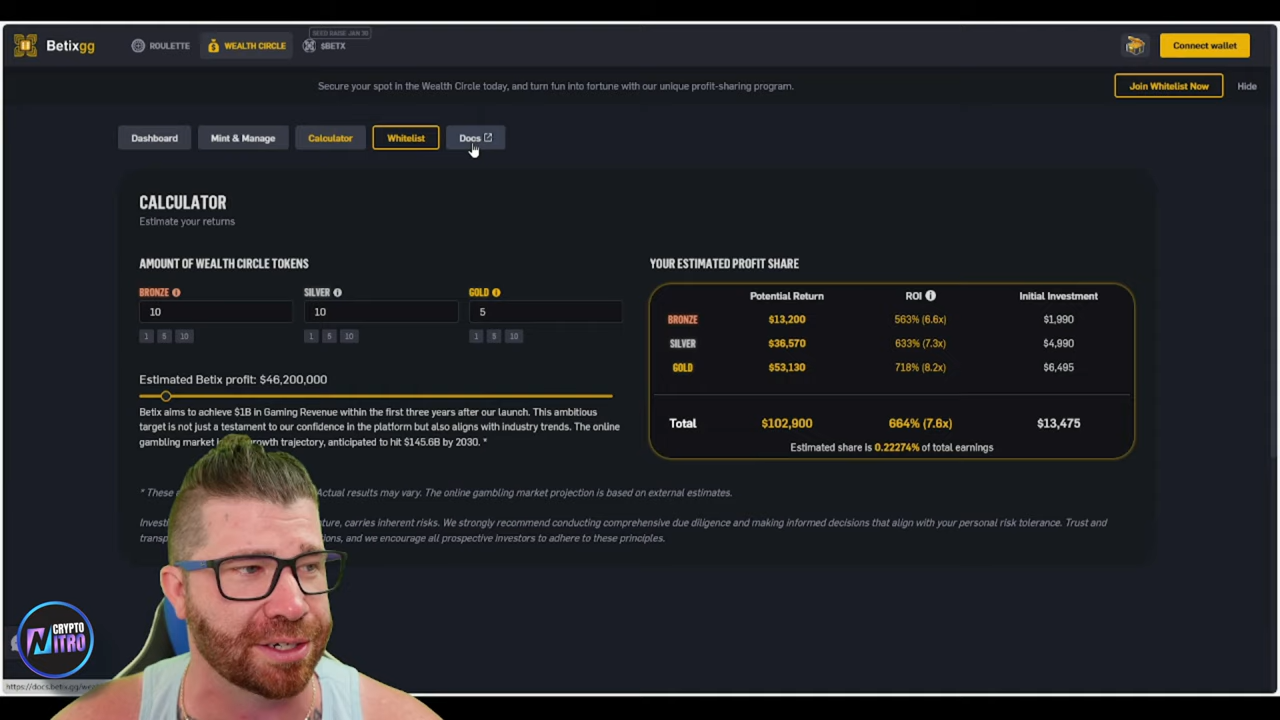 SEED RAISE JAN 30
Betixgg
ROULETTE
WEALTH CIRCLE
$BETX
Connect wallet
Secure your spot in the Wealth Circle today, and turn fun into fortune with our unique profit-sharing program.
Join Whitelist Now
Hide
Dashboard
Mint & Manage
Calculator
Whitelist
Docs
CALCULATOR
Estimate your returns
AMOUNT OF WEALTH CIRCLE TOKENS
BRONZE
SILVER
GOLD
10
10
5
1 5 10
1 5 10
1 5 10
Estimated Betix profit: $46,200,000
Betix aims to achieve $1B in Gaming Revenue within the first three years after our launch. This ambitious
target is not just a testament to our confidence in the platform but also aligns with industry trends. The online
gambling market growth trajectory, anticipated to hit $145.6B by 2030. *
YOUR ESTIMATED PROFIT SHARE
Potential Return ROI Initial Investment
BRONZE $13,200 563% (6.6x) $1,990
SILVER $36,570 633% (7.3x) $4,990
GOLD $53,130 718% (8.2x) $6,495
Total $102,900 664% (7.6x) $13,475
Estimated share is 0.22274% of total earnings
* These Actual results may vary. The online gambling market projection is based on external estimates.
carries inherent risks. We strongly recommend conducting comprehensive due diligence and making informed decisions that align with your personal risk tolerance. Trust and
and we encourage all prospective investors to adhere to these principles.
CRYPTO
NITRO